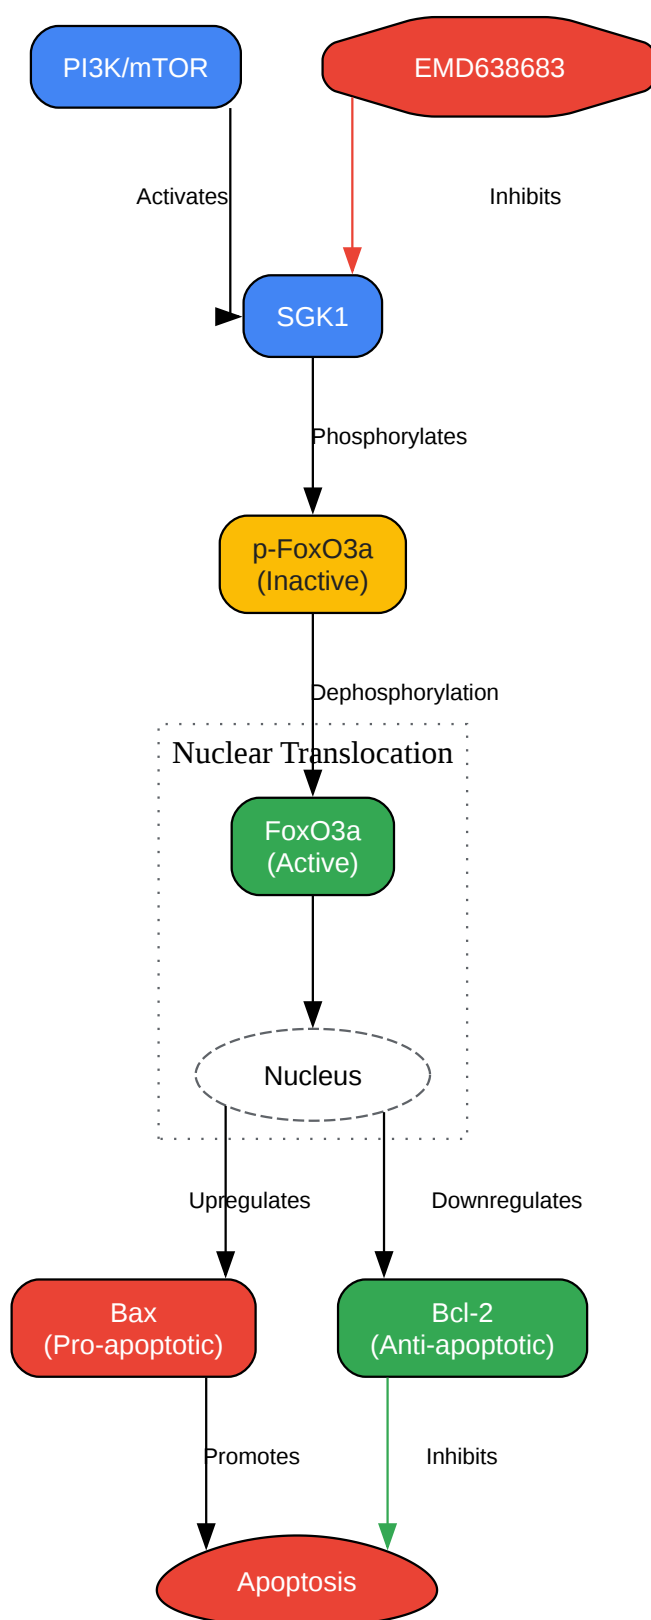 PI3K/mTOR
EMD638683
Activates
Inhibits
SGK1
Phosphorylates
p-FoxO3a
(Inactive)
Dephosphorylation
Nuclear Translocation
FoxO3a
(Active)
Nucleus
Upregulates
Downregulates
Bax
(Pro-apoptotic)
Bcl-2
(Anti-apoptotic)
Promotes
Inhibits
Apoptosis